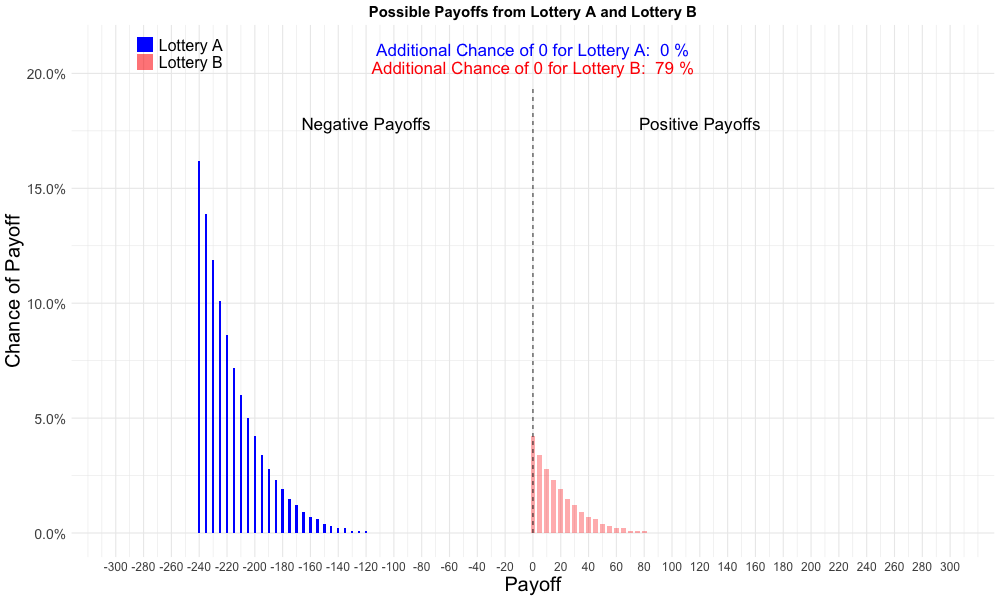 Possible Payoffs from Lottery A and Lottery B
Lottery A
Lottery B
Additional Chance of 0 for Lottery A:  0 %
Additional Chance of 0 for Lottery B:  79 %
Negative Payoffs
Positive Payoffs
20.0%
15.0%
10.0%
5.0%
0.0%
Chance of Payoff
-300 -280 -260 -240 -220 -200 -180 -160 -140 -120 -100 -80 -60 -40 -20 0 20 40 60 80 100 120 140 160 180 200 220 240 260 280 300
Payoff